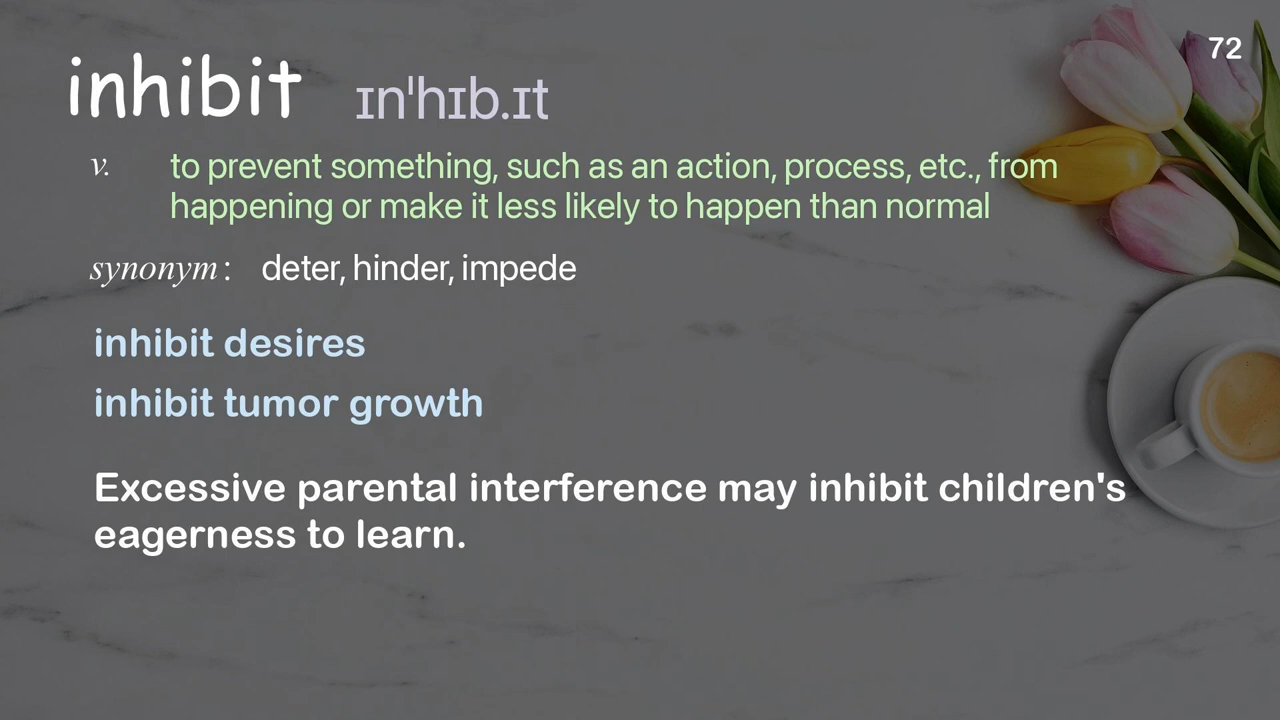 72
inhibit ɪn'hɪb.ɪt
v. to prevent something, such as an action, process, etc., from
happening or make it less likely to happen than normal
synonym: deter, hinder, impede
inhibit desires
inhibit tumor growth
Excessive parental interference may inhibit children's
eagerness to learn.